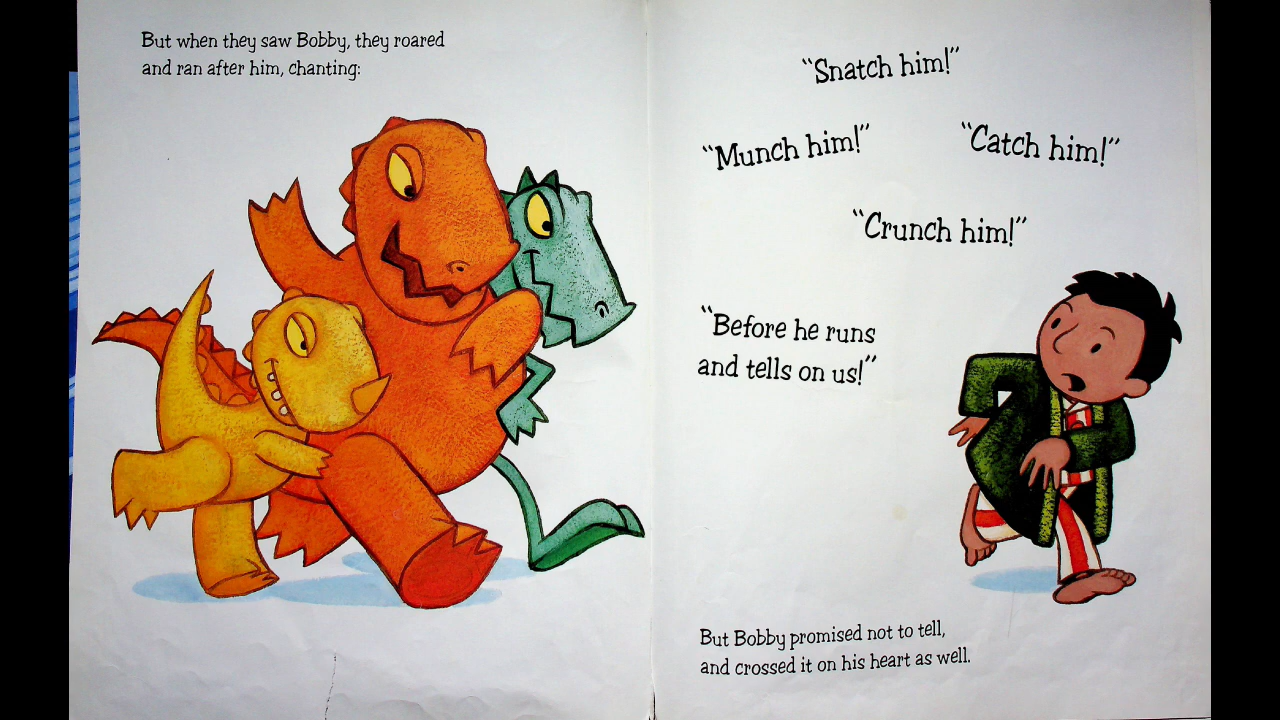 But when they saw Bobby, they roared
and ran after him, chanting:
“Snatch him!”
“Munch him!”
“Catch him!”
“Crunch him!”
“Before he runs
and tells on us!”
But Bobby promised not to tell,
and crossed it on his heart as well.